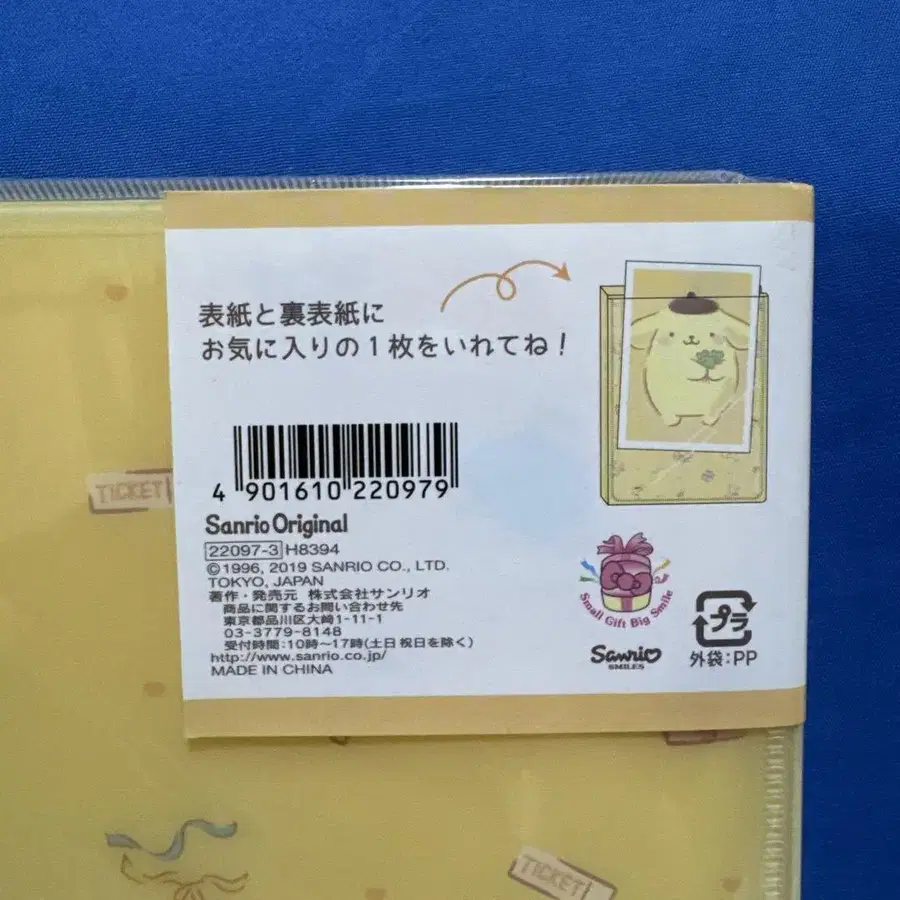 表紙と裏表紙に
お気に入りの1枚をいれてね!
4 901610 220979
Sanrio Original
22097-3 H8394
©1996, 2019 SANRIO CO., LTD.
TOKYO, JAPAN
著作・発売元 株式会社サンリオ
商品に関するお問い合わせ先
東京都品川区大崎1-11-1
03-3779-8148
受付時間:10時~17時(土日祝日を除く)
http://www.sanrio.co.jp/
MADE IN CHINA
Small Gift Big Smile
Sanrio
SMILES
プラ
外袋:PP
TICKET
TICKET